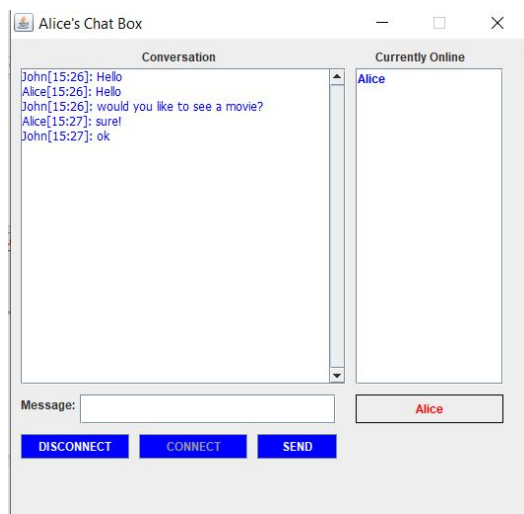 Alice's Chat Box
Conversation
Currently Online
John[15:26]: Hello
Alice[15:26]: Hello
John[15:26]: would you like to see a movie?
Alice[15:27]: sure!
John[15:27]: ok
Alice
Message:
Alice
DISCONNECT
CONNECT
SEND